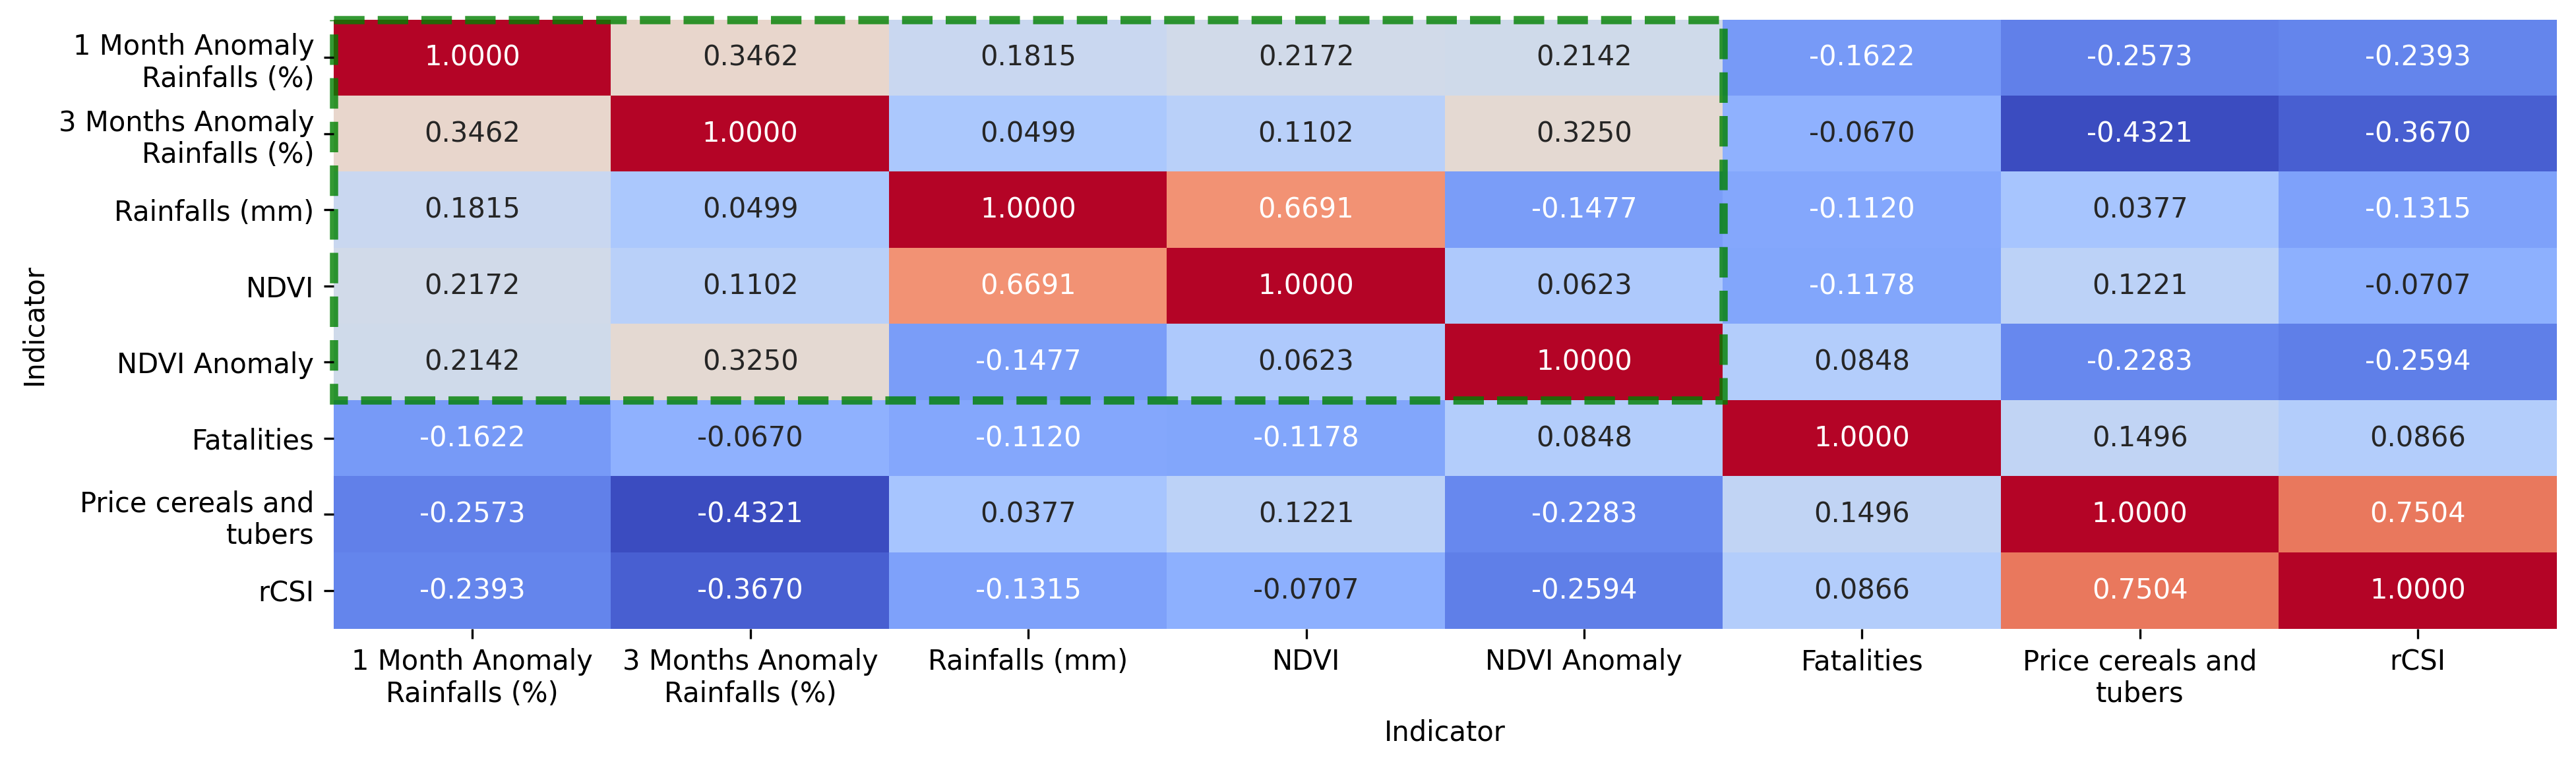 1 Month Anomaly
Rainfalls (%)
1.0000 0.3462 0.1815 0.2172 0.2142 -0.1622 -0.2573 -0.2393
3 Months Anomaly
Rainfalls (%)
0.3462 1.0000 0.0499 0.1102 0.3250 -0.0670 -0.4321 -0.3670
Rainfalls (mm) 0.1815 0.0499 1.0000 0.6691 -0.1477 -0.1120 0.0377 -0.1315
NDVI 0.2172 0.1102 0.6691 1.0000 0.0623 -0.1178 0.1221 -0.0707
NDVI Anomaly 0.2142 0.3250 -0.1477 0.0623 1.0000 0.0848 -0.2283 -0.2594
Fatalities -0.1622 -0.0670 -0.1120 -0.1178 0.0848 1.0000 0.1496 0.0866
Price cereals and
tubers
-0.2573 -0.4321 0.0377 0.1221 -0.2283 0.1496 1.0000 0.7504
rCSI -0.2393 -0.3670 -0.1315 -0.0707 -0.2594 0.0866 0.7504 1.0000
Indicator
1 Month Anomaly
Rainfalls (%)
3 Months Anomaly
Rainfalls (%)
Rainfalls (mm)
NDVI
NDVI Anomaly
Fatalities
Price cereals and
tubers
rCSI
Indicator